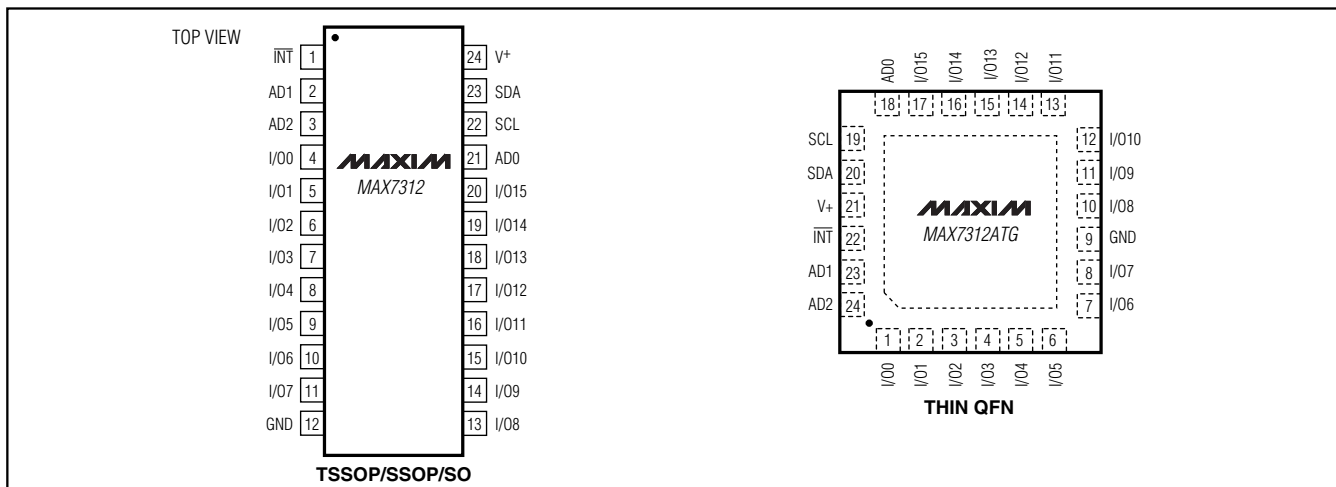 TOP VIEW
INT 1
AD1 2
AD2 3
I/O0 4
I/O1 5
I/O2 6
I/O3 7
I/O4 8
I/O5 9
I/O6 10
I/O7 11
GND 12
24 V+
23 SDA
22 SCL
21 AD0
20 I/O15
19 I/O14
18 I/O13
17 I/O12
16 I/O11
15 I/O10
14 I/O9
13 I/O8
MAXIM
MAX7312
TSSOP/SSOP/SO
AD0 I/O15 I/O14 I/O13 I/O12 I/O11
18 17 16 15 14 13
SCL 19
SDA 20
V+ 21
INT 22
AD1 23
AD2 24
12 I/O10
11 I/O9
10 I/O8
9 GND
8 I/O7
7 I/O6
MAXIM
MAX7312ATG
1 2 3 4 5 6
I/O0 I/O1 I/O2 I/O3 I/O4 I/O5
THIN QFN